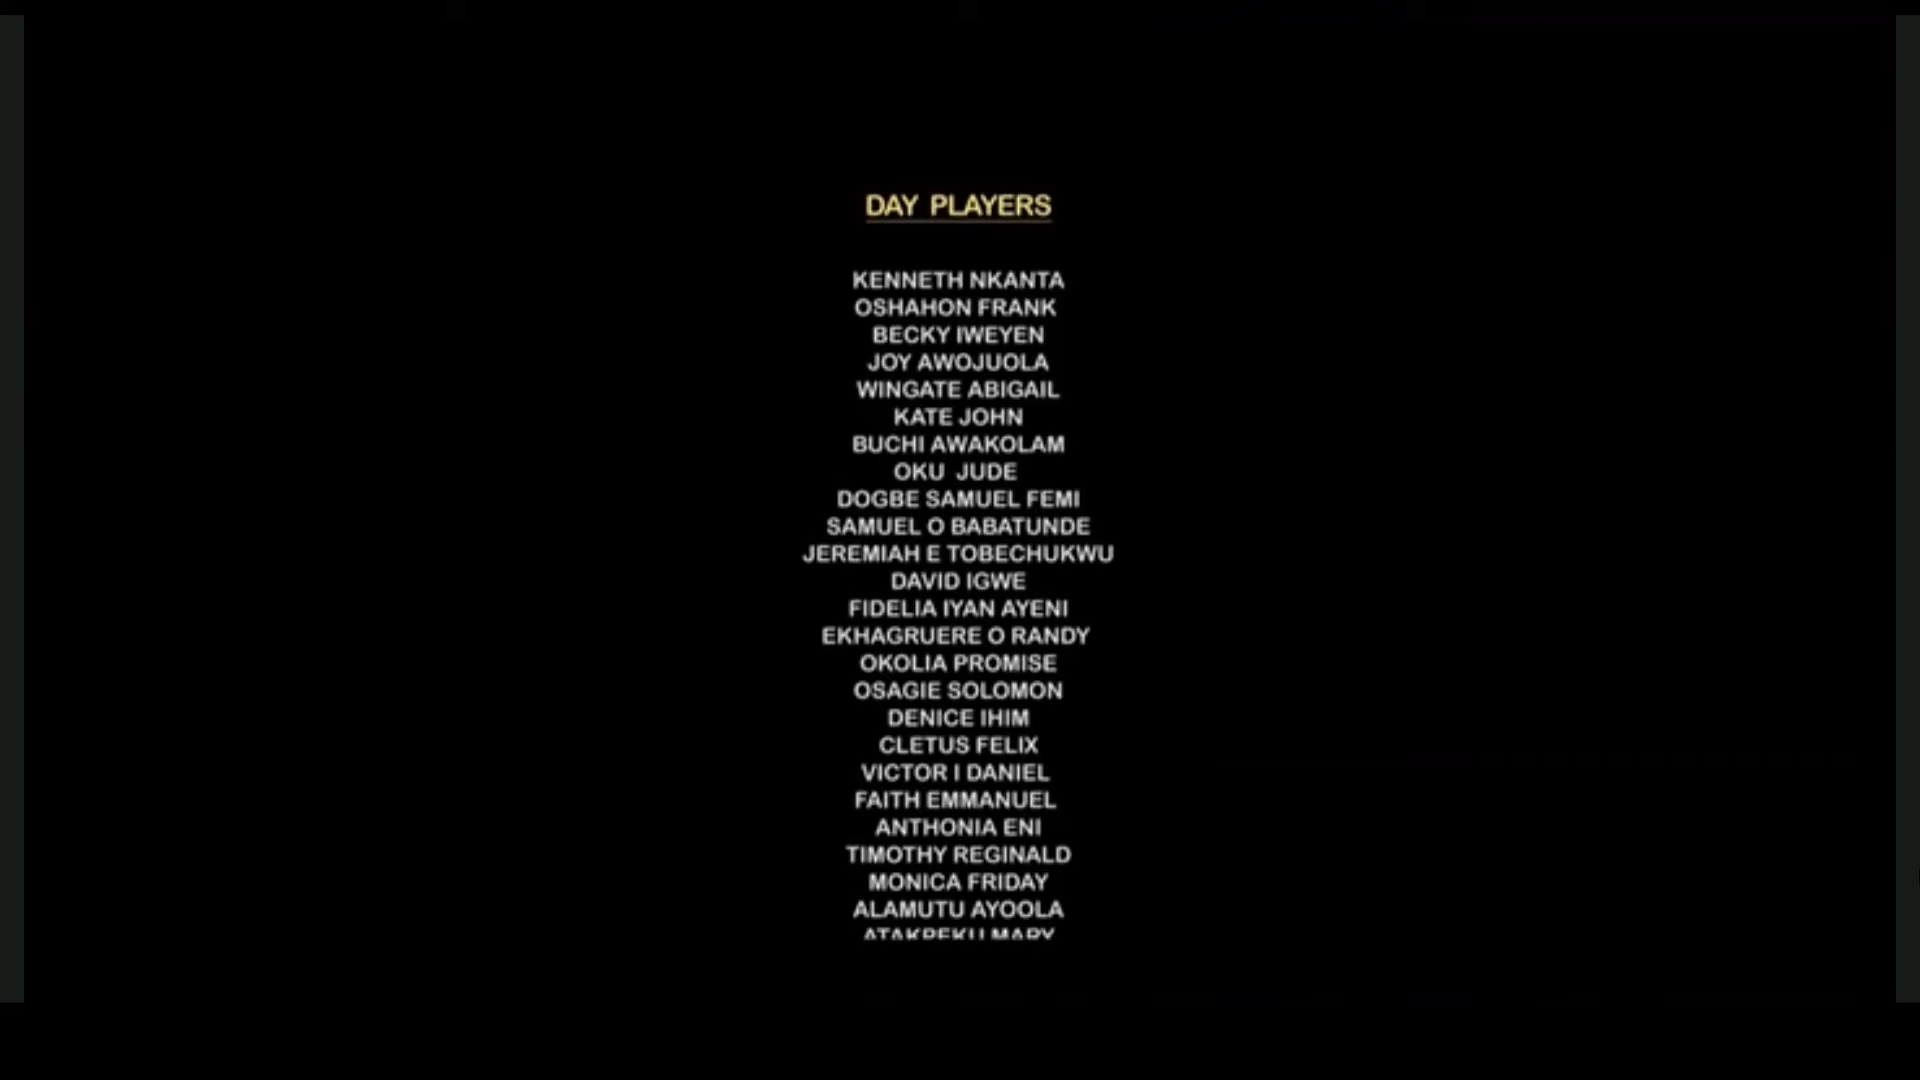 DAY PLAYERS
KENNETH NKANTA
OSHAHON FRANK
BECKY IWEYEN
JOY AWOJUOLA
WINGATE ABIGAIL
KATE JOHN
BUCHI AWAKOLAM
OKU JUDE
DOGBE SAMUEL FEMI
SAMUEL O BABATUNDE
JEREMIAH E TOBECHUKWU
DAVID IGWE
FIDELIA IYAN AYENI
EKHAGRUERE O RANDY
OKOLIA PROMISE
OSAGIE SOLOMON
DENICE IHIM
CLETUS FELIX
VICTOR I DANIEL
FAITH EMMANUEL
ANTHONIA ENI
TIMOTHY REGINALD
MONICA FRIDAY
ALAMUTU AYOOLA
MARY